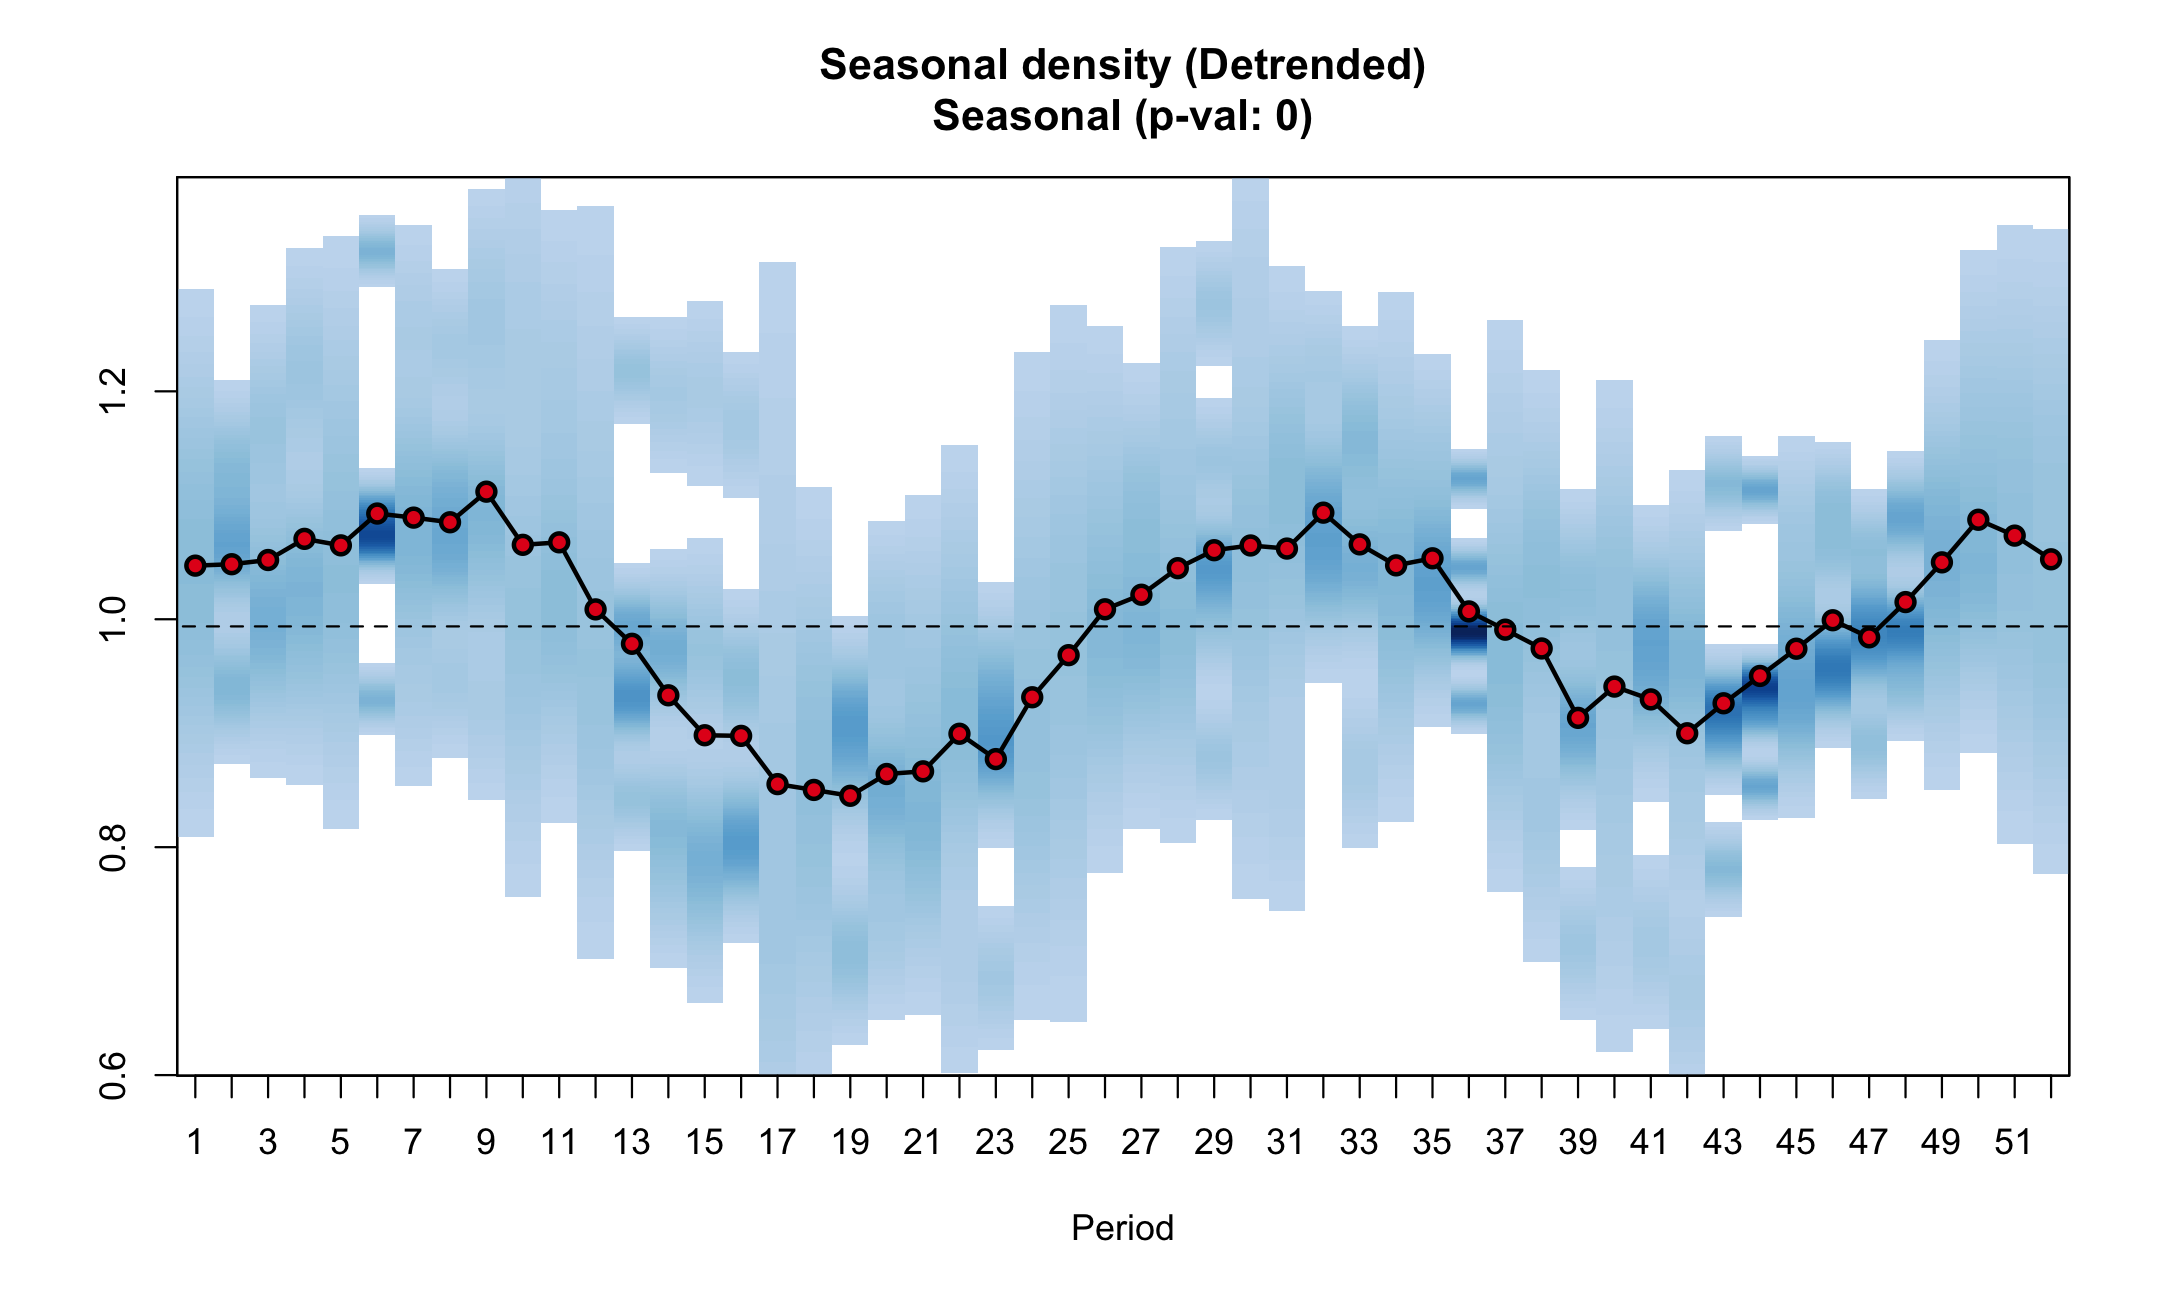 Seasonal density (Detrended)
Seasonal (p-val: 0)
1.2
1.0
0.8
0.6
1 3 5 7 9 11 13 15 17 19 21 23 25 27 29 31 33 35 37 39 41 43 45 47 49 51
Period